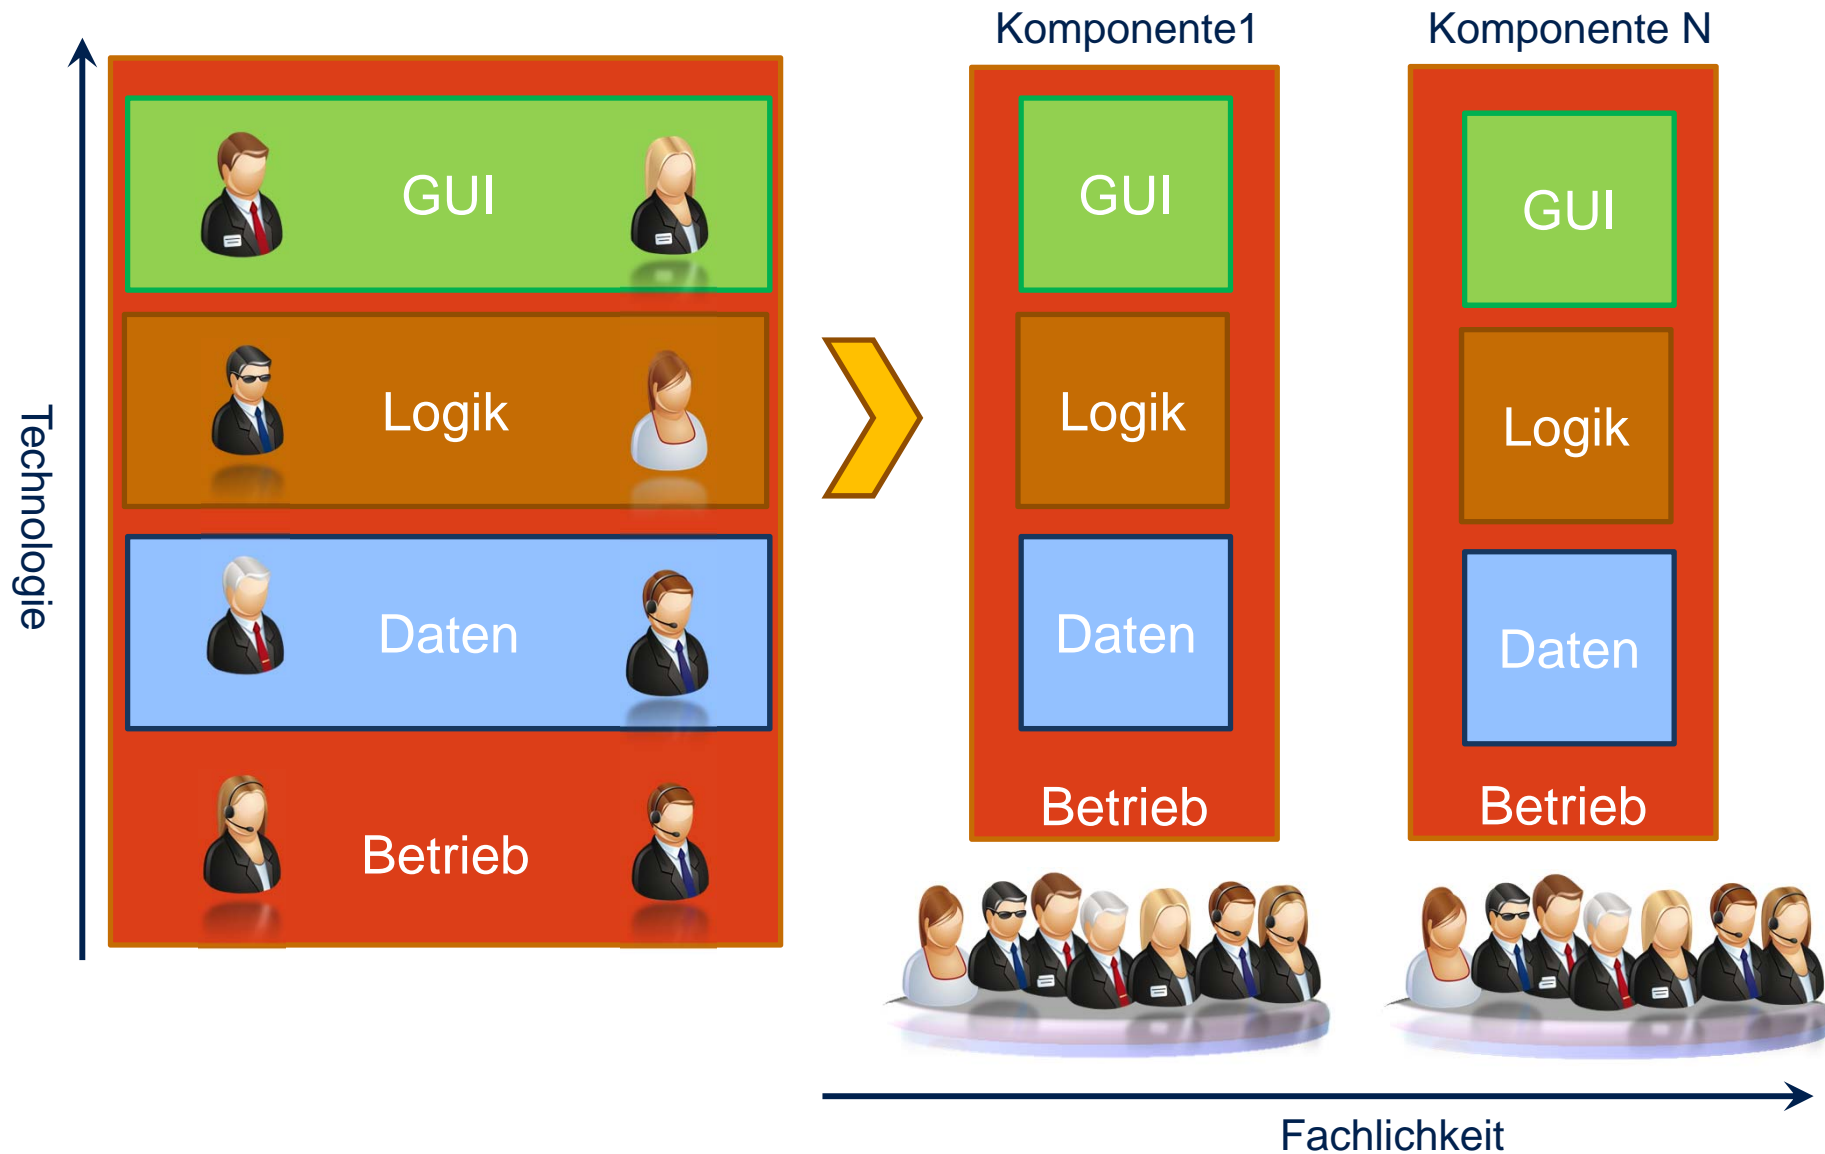 Technologie
GUI
Logik
Daten
Betrieb
Komponente1
GUI
Logik
Daten
Betrieb
Komponente N
GUI
Logik
Daten
Betrieb
Fachlichkeit